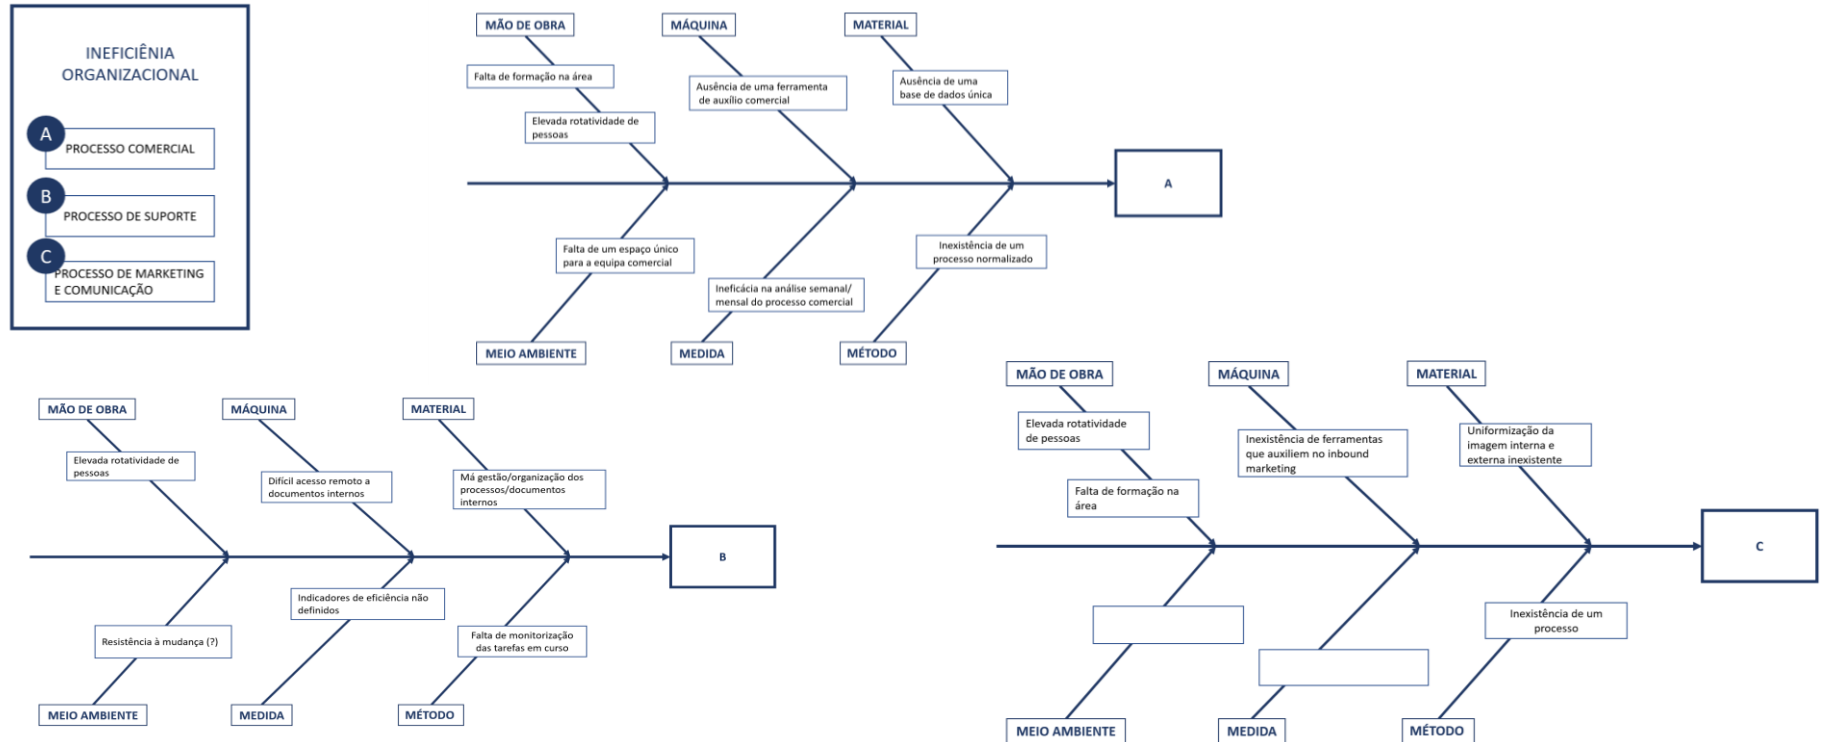 INEFICIÊNIA
ORGANIZACIONAL
A
PROCESSO COMERCIAL
B
PROCESSO DE SUPORTE
C
PROCESSO DE MARKETING
E COMUNICAÇÃO
MÃO DE OBRA
MÁQUINA
MATERIAL
Falta de formação na área
Elevada rotatividade de
pessoas
Ausência de uma ferramenta
de auxílio comercial
Ausência de uma
base de dados única
A
Falta de um espaço único
para a equipa comercial
Ineficácia na análise semanal/
mensal do processo comercial
Inexistência de um
processo normalizado
MEIO AMBIENTE
MEDIDA
MÉTODO
MÃO DE OBRA
MÁQUINA
MATERIAL
Elevada rotatividade de
pessoas
Difícil acesso remoto a
documentos internos
Má gestão/organização dos
processos/documentos
internos
B
Resistência à mudança (?)
Indicadores de eficiência não
definidos
Falta de monitorização
das tarefas em curso
MEIO AMBIENTE
MEDIDA
MÉTODO
MÃO DE OBRA
MÁQUINA
MATERIAL
Elevada rotatividade
de pessoas
Falta de formação na
área
Inexistência de ferramentas
que auxiliem no inbound
marketing
Uniformização da
imagem interna e
externa inexistente
C
Inexistência de um
processo
MEIO AMBIENTE
MEDIDA
MÉTODO